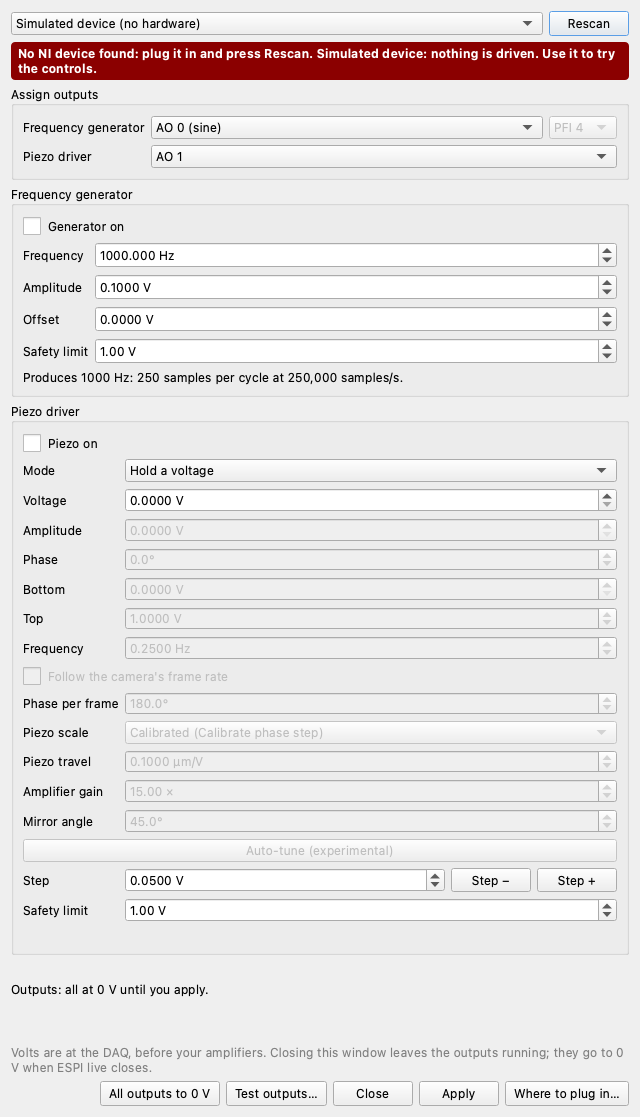 Simulated device (no hardware)
Rescan
No NI device found: plug it in and press Rescan. Simulated device: nothing is driven. Use it to try
the controls.
Assign outputs
Frequency generator AO 0 (sine) PFI 4
Piezo driver AO 1
Frequency generator
Generator on
Frequency 1000.000 Hz
Amplitude 0.1000 V
Offset 0.0000 V
Safety limit 1.00 V
Produces 1000 Hz: 250 samples per cycle at 250,000 samples/s.
Piezo driver
Piezo on
Mode Hold a voltage
Voltage 0.0000 V
Amplitude 0.0000 V
Phase 0.0°
Bottom 0.0000 V
Top 1.0000 V
Frequency 0.2500 Hz
Follow the camera's frame rate
Phase per frame 180.0°
Piezo scale Calibrated (Calibrate phase step)
Piezo travel 0.1000 µm/V
Amplifier gain 15.00 ×
Mirror angle 45.0°
Auto-tune (experimental)
Step 0.0500 V Step − Step +
Safety limit 1.00 V
Outputs: all at 0 V until you apply.
Volts are at the DAQ, before your amplifiers. Closing this window leaves the outputs running; they go to 0
V when ESPI live closes.
All outputs to 0 V Test outputs... Close Apply Where to plug in...